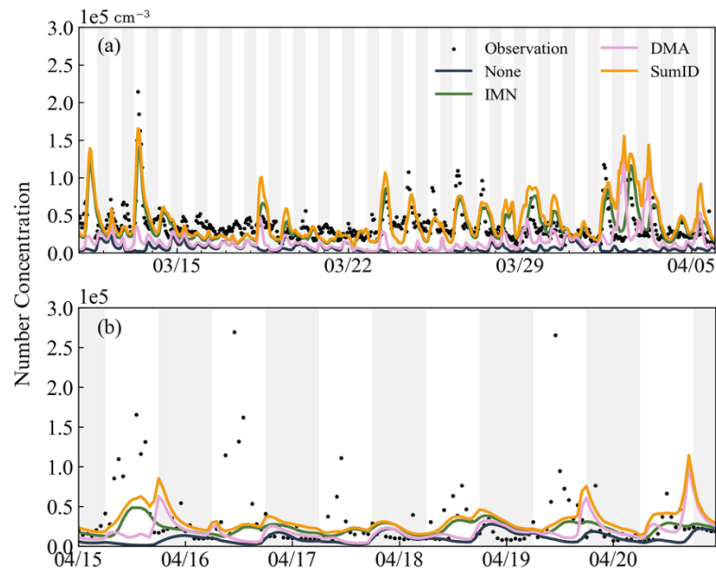 1e5 cm⁻³
3.0
(a)
Observation
DMA
2.5
None
SumID
IMN
2.0
1.5
1.0
0.5
0.0
03/15
03/22
03/29
04/05
Number Concentration
1e5
3.0
(b)
2.5
2.0
1.5
1.0
0.5
0.0
04/15
04/16
04/17
04/18
04/19
04/20